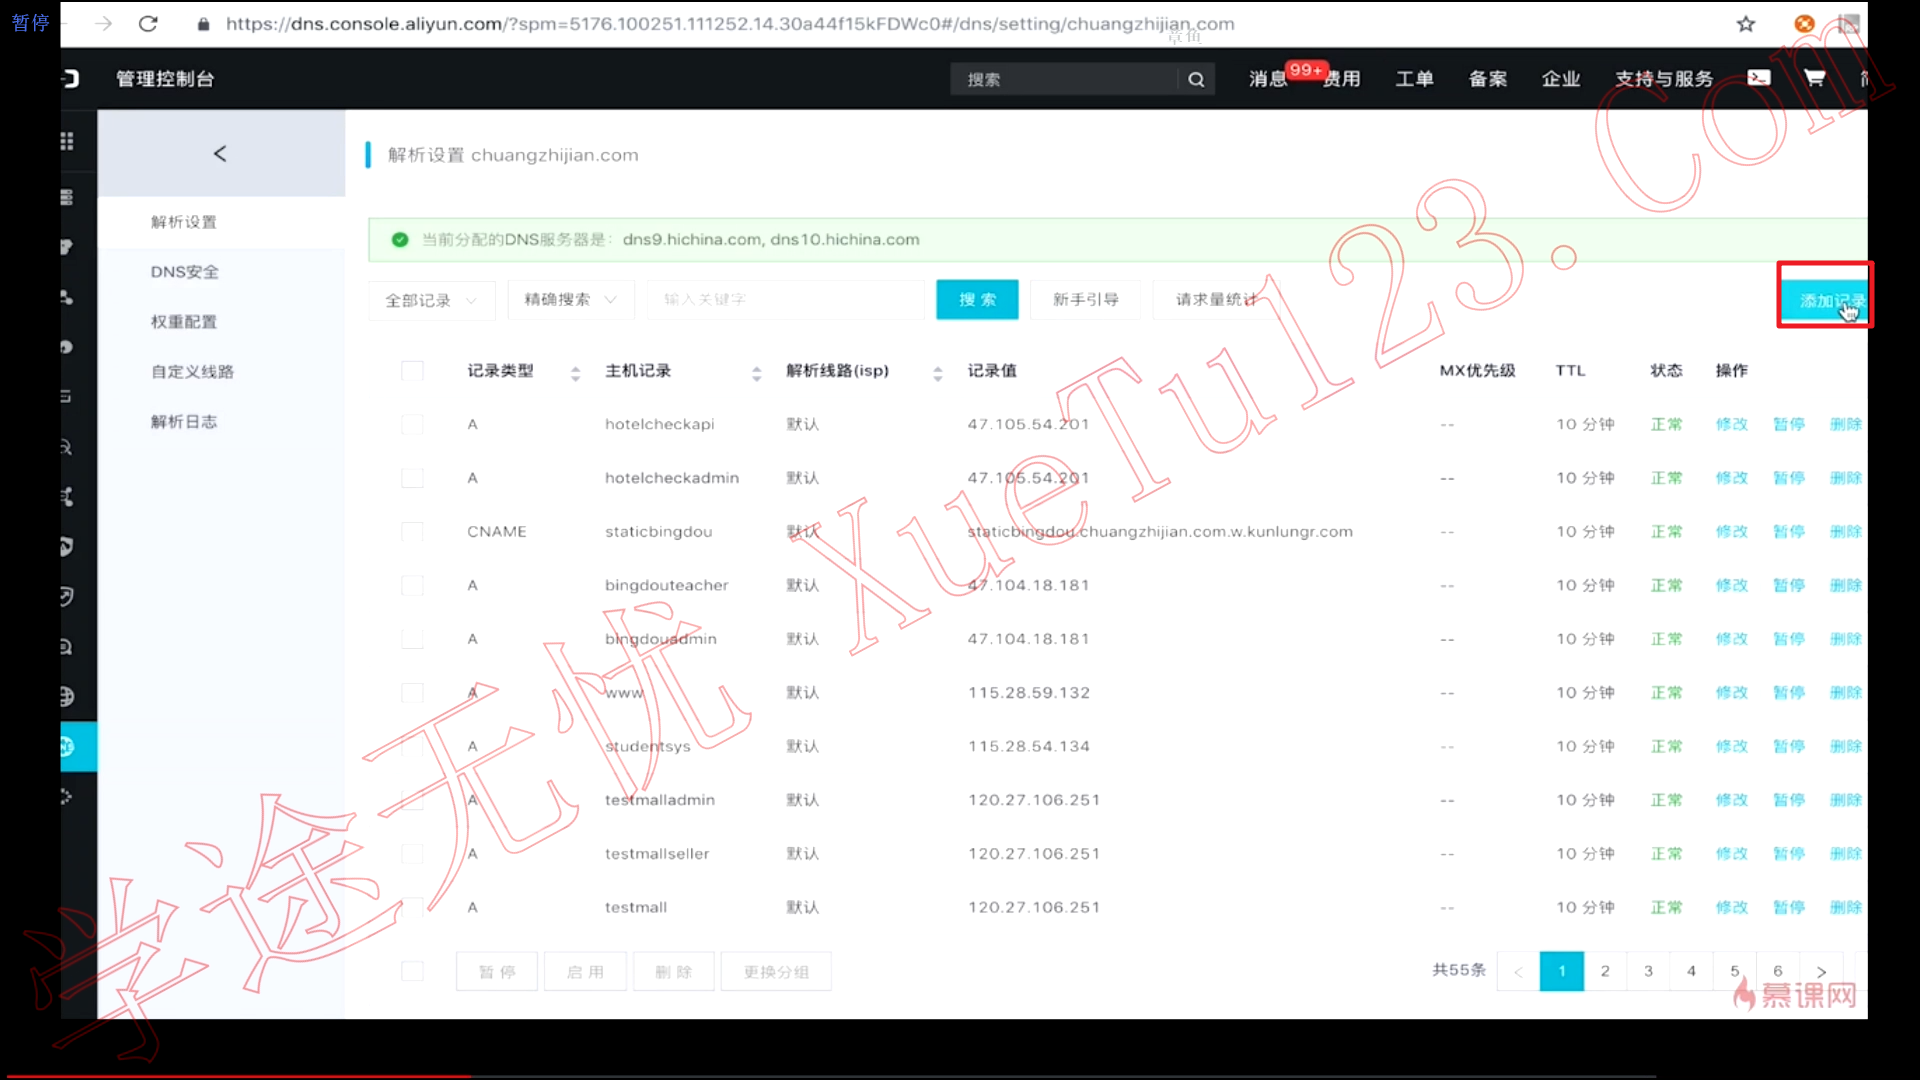 暂停
https://dns.console.aliyun.com/?spm=5176.100251.111252.14.30a44f15kFDWc0#/dns/setting/chuangzhijian.com
章鱼
管理控制台 搜索 消息 99+ 费用 工单 备案 企业 支持与服务
解析设置 chuangzhijian.com
解析设置
DNS安全
权重配置
自定义线路
解析日志
当前分配的DNS服务器是: dns9.hichina.com, dns10.hichina.com
全部记录 精确搜索 输入关键字 搜索 新手引导 请求量统计 添加记录
记录类型 主机记录 解析线路(isp) 记录值 MX优先级 TTL 状态 操作
A hotelcheckapi 默认 47.105.54.201 -- 10 分钟 正常 修改 暂停 删除
A hotelcheckadmin 默认 47.105.54.201 -- 10 分钟 正常 修改 暂停 删除
CNAME staticbingdou 默认 staticbingdou.chuangzhijian.com.w.kunlungr.com -- 10 分钟 正常 修改 暂停 删除
A bingdouteacher 默认 47.104.18.181 -- 10 分钟 正常 修改 暂停 删除
A bingdouadmin 默认 47.104.18.181 -- 10 分钟 正常 修改 暂停 删除
A www 默认 115.28.59.132 -- 10 分钟 正常 修改 暂停 删除
A studentsys 默认 115.28.54.134 -- 10 分钟 正常 修改 暂停 删除
A testmalladmin 默认 120.27.106.251 -- 10 分钟 正常 修改 暂停 删除
A testmallseller 默认 120.27.106.251 -- 10 分钟 正常 修改 暂停 删除
A testmall 默认 120.27.106.251 -- 10 分钟 正常 修改 暂停 删除
暂停 启用 删除 更换分组 共55条 < 1 2 3 4 5 6 >
慕课网
学途无忧 XueTu123.Com